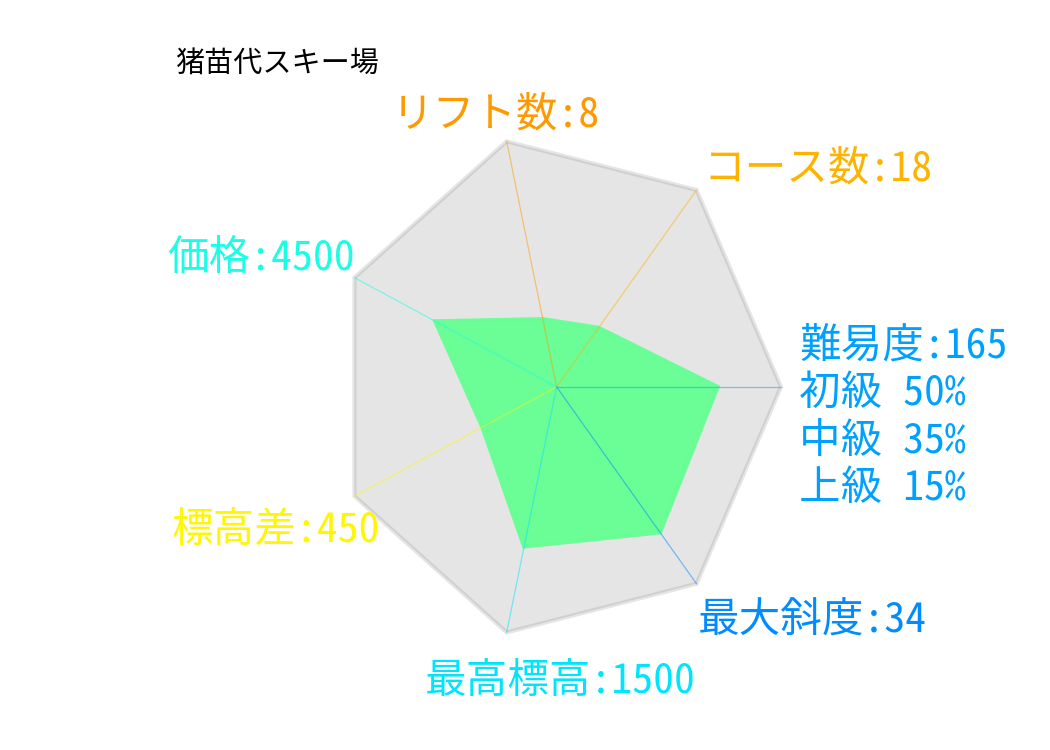 猪苗代スキー場
リフト数:8
コース数:18
価格:4500
難易度:165
初級 50%
中級 35%
上級 15%
標高差:450
最大斜度:34
最高標高:1500